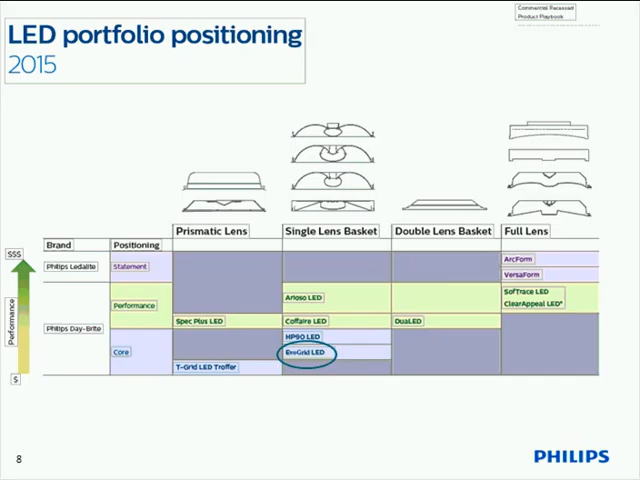 Commercial Recessed
Product Playbook
LED portfolio positioning
2015
Prismatic Lens
Single Lens Basket
Double Lens Basket
Full Lens
Brand
Positioning
$$$
Performance
$
Philips Ledalite
Statement
ArcForm
VersaForm
Philips Day-Brite
Performance
Arioso LED
SofTrace LED
ClearAppeal LED*
Spec Plus LED
Coffaire LED
DuaLED
Core
HP90 LED
EvoGrid LED
T-Grid LED Troffer
8
PHILIPS